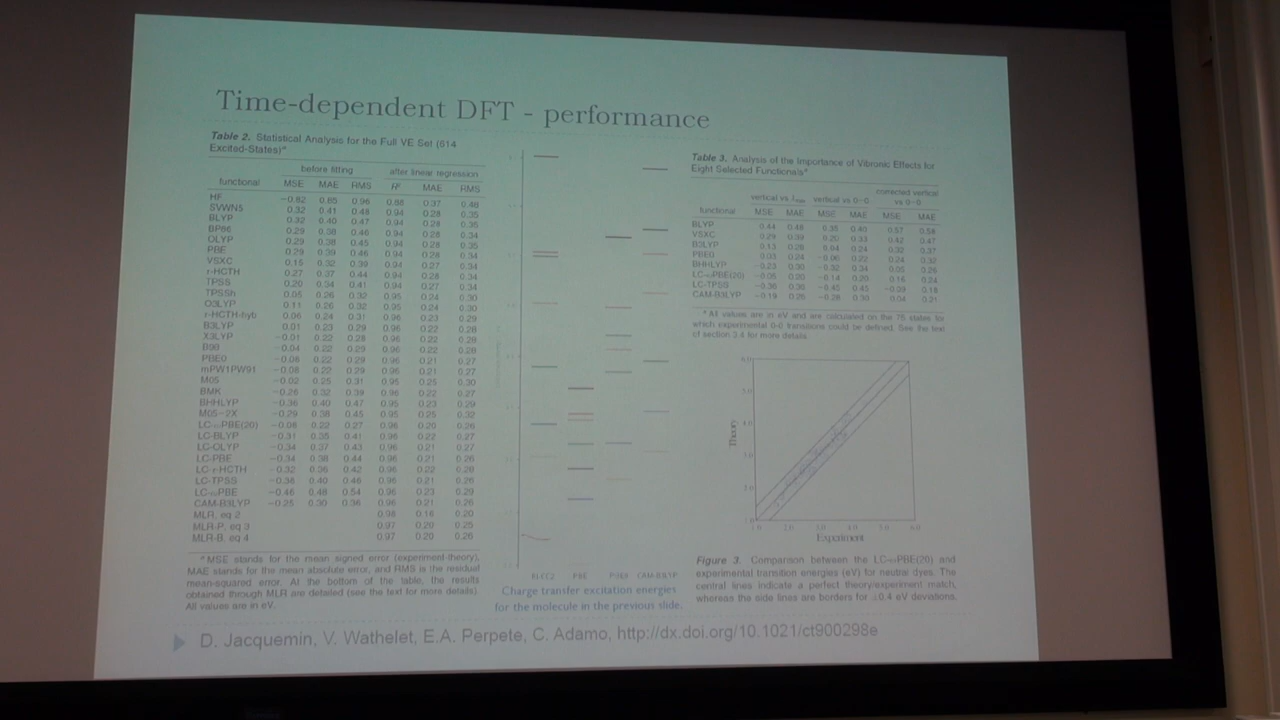 Time-dependent DFT - performance
Table 2. Statistical Analysis for the Full VE Set (614
Excited-States)ᵃ
before fitting after linear regression
functional MSE MAE RMS R² MAE RMS
HF −0.82 0.85 0.96 0.88 0.37 0.48
SVWN5 0.32 0.41 0.48 0.94 0.28 0.35
BLYP 0.32 0.40 0.47 0.94 0.28 0.35
BP86 0.29 0.38 0.46 0.94 0.28 0.34
OLYP 0.29 0.38 0.45 0.94 0.28 0.35
PBE 0.29 0.39 0.46 0.94 0.28 0.34
VSXC 0.15 0.32 0.39 0.94 0.27 0.34
τ-HCTH 0.27 0.37 0.44 0.94 0.28 0.34
TPSS 0.20 0.34 0.41 0.94 0.27 0.34
TPSSh 0.05 0.26 0.32 0.95 0.24 0.30
O3LYP 0.11 0.26 0.32 0.95 0.24 0.30
τ-HCTH-hyb 0.06 0.24 0.31 0.96 0.23 0.29
B3LYP 0.01 0.23 0.29 0.96 0.22 0.28
X3LYP −0.01 0.22 0.28 0.96 0.22 0.28
B98 −0.04 0.22 0.29 0.96 0.22 0.28
PBE0 −0.08 0.22 0.29 0.96 0.21 0.27
mPW1PW91 −0.08 0.22 0.29 0.96 0.21 0.27
M05 −0.02 0.25 0.31 0.95 0.25 0.30
BMK −0.26 0.32 0.39 0.96 0.22 0.27
BHHLYP −0.36 0.40 0.47 0.95 0.23 0.29
M05-2X −0.29 0.38 0.45 0.95 0.25 0.32
LC-ωPBE(20) −0.08 0.22 0.27 0.96 0.20 0.26
LC-BLYP −0.31 0.35 0.41 0.96 0.22 0.27
LC-OLYP −0.34 0.37 0.43 0.96 0.21 0.27
LC-PBE −0.34 0.38 0.44 0.96 0.21 0.26
LC-τ-HCTH −0.32 0.42 0.96 0.22 0.28
LC-TPSS −0.36 0.40 0.46 0.96 0.21 0.26
LC-ωPBE −0.46 0.48 0.54 0.96 0.23 0.29
CAM-B3LYP −0.25 0.30 0.96 0.21 0.26
MLR, eq 2 0.98 0.16 0.20
MLR-P, eq 3 0.97 0.20 0.25
MLR-B, eq 4 0.97 0.20 0.26
ᵃ MSE stands for the mean signed error (experiment-theory),
MAE stands for the mean absolute error, and RMS is the residual
mean-squared error. At the bottom of the table, the results
obtained through MLR are detailed (see the text for more details).
All values are in eV.
PBE PBE0 CAM-B3LYP
Charge transfer excitation energies
for the molecule in the previous slide.
Table 3. Analysis of the Importance of Vibronic Effects for
Eight Selected Functionalsᵃ
vertical vs λmax vertical vs 0−0 corrected vertical
vs 0−0
functional MSE MAE MSE MAE MSE MAE
BLYP 0.44 0.48 0.35 0.40 0.57 0.58
VSXC 0.29 0.39 0.20 0.33 0.42 0.47
B3LYP 0.13 0.28 0.04 0.24 0.37
PBE0 0.03 0.24 −0.06 0.22 0.24 0.32
BHHLYP −0.23 0.30 −0.32 0.34 0.05 0.26
LC-ωPBE(20) −0.05 0.20 −0.14 0.20 0.16 0.24
LC-TPSS −0.36 −0.45 0.45 0.18
CAM-B3LYP −0.19 0.26 −0.28 0.30 0.04 0.21
ᵃ All values are in eV and are calculated on the 76 states for
which experimental 0-0 transitions could be defined. See the text
of section 3.4 for more details.
6.0
5.0
4.0
3.0
2.0
1.0
Theory
1.0 2.0 3.0 4.0 5.0 6.0
Experiment
Figure 3. Comparison between the LC-ωPBE(20) and
experimental transition energies (eV) for neutral dyes. The
central lines indicate a perfect theory/experiment match,
whereas the side lines are borders for ±0.4 eV deviations.
D. Jacquemin, V. Wathelet, E.A. Perpete, C. Adamo, http://dx.doi.org/10.1021/ct900298e